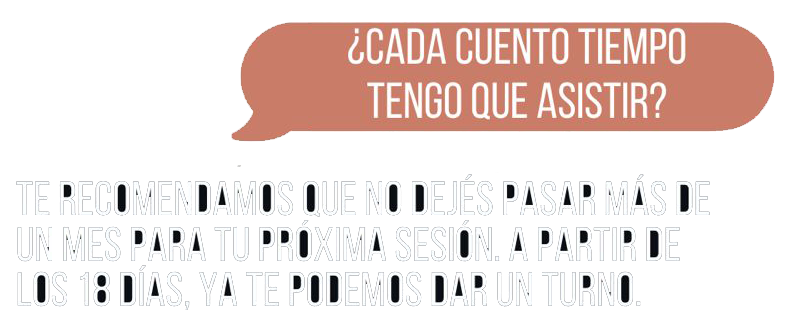 ¿CADA CUENTO TIEMPO
TENGO QUE ASISTIR?
TE RECOMENDAMOS QUE NO DEJÉS PASAR MÁS DE
UN MES PARA TU PRÓXIMA SESIÓN. A PARTIR DE
LOS 18 DÍAS, YA TE PODEMOS DAR UN TURNO.